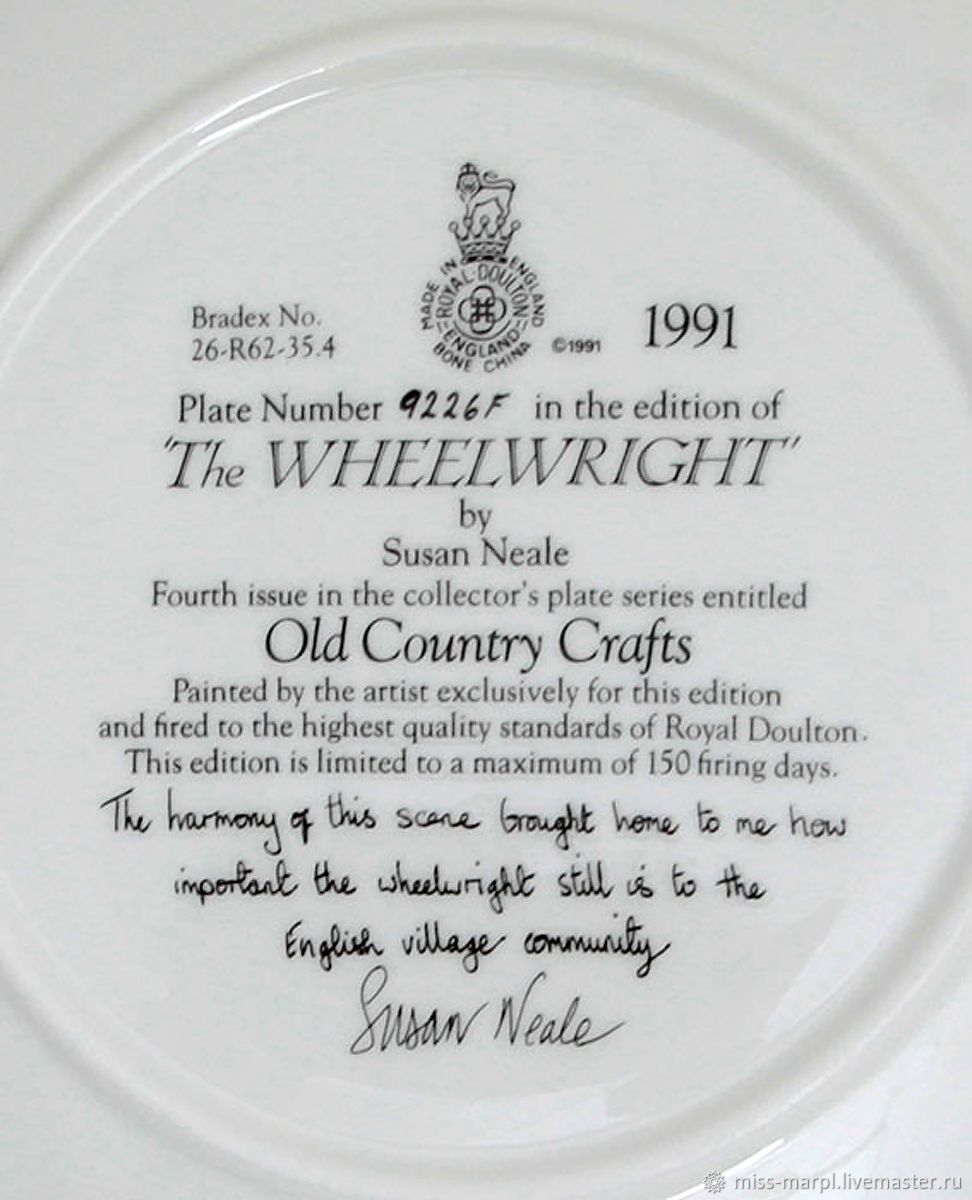 MADE IN ENGLAND
ROYAL·DOULTON
ENGLAND
BONE CHINA
©1991
Bradex No.
26-R62-35.4
1991
Plate Number 9226F in the edition of
'The WHEELWRIGHT'
by
Susan Neale
Fourth issue in the collector's plate series entitled
Old Country Crafts
Painted by the artist exclusively for this edition
and fired to the highest quality standards of Royal Doulton.
This edition is limited to a maximum of 150 firing days.
The harmony of this scene brought home to me how
important the wheelwright still is to the
English village community
Susan Neale
miss-marpl.livemaster.ru